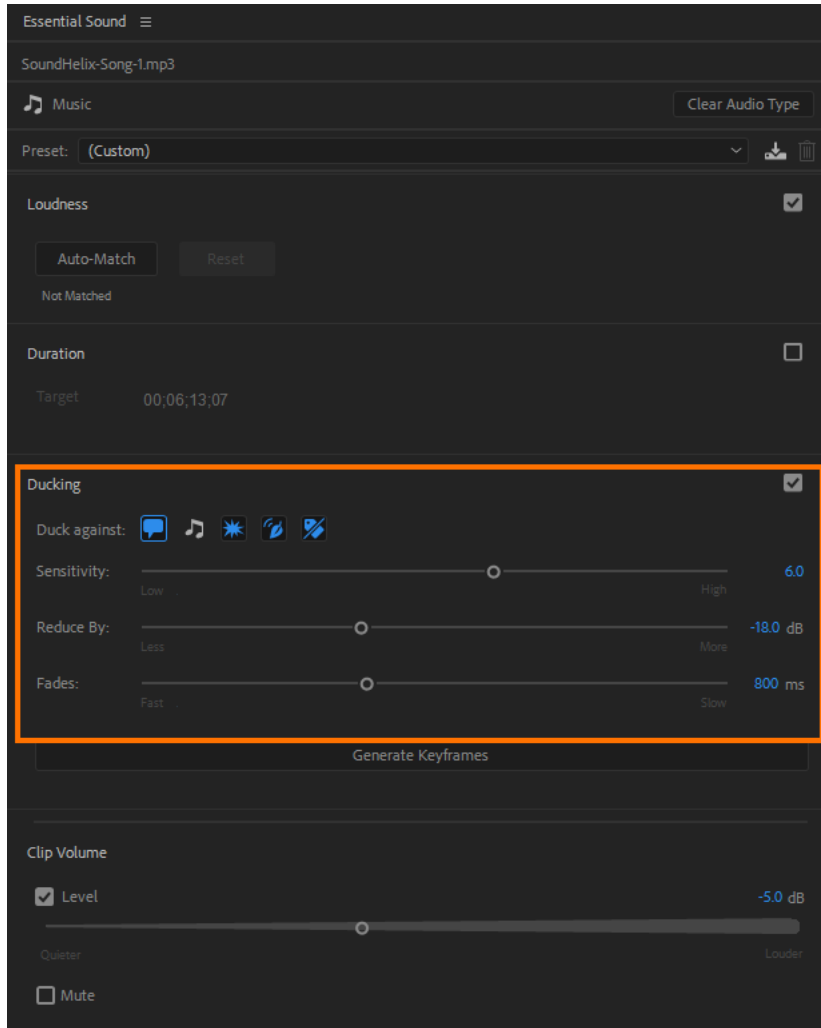 Essential Sound
SoundHelix-Song-1.mp3
Music Clear Audio Type
Preset: (Custom)
Loudness
Auto-Match Reset
Not Matched
Duration
Target 00;06;13;07
Ducking
Duck against:
Sensitivity: 6.0
Low High
Reduce By: -18.0 dB
Less More
Fades: 800 ms
Fast Slow
Generate Keyframes
Clip Volume
Level -5.0 dB
Quieter Louder
Mute